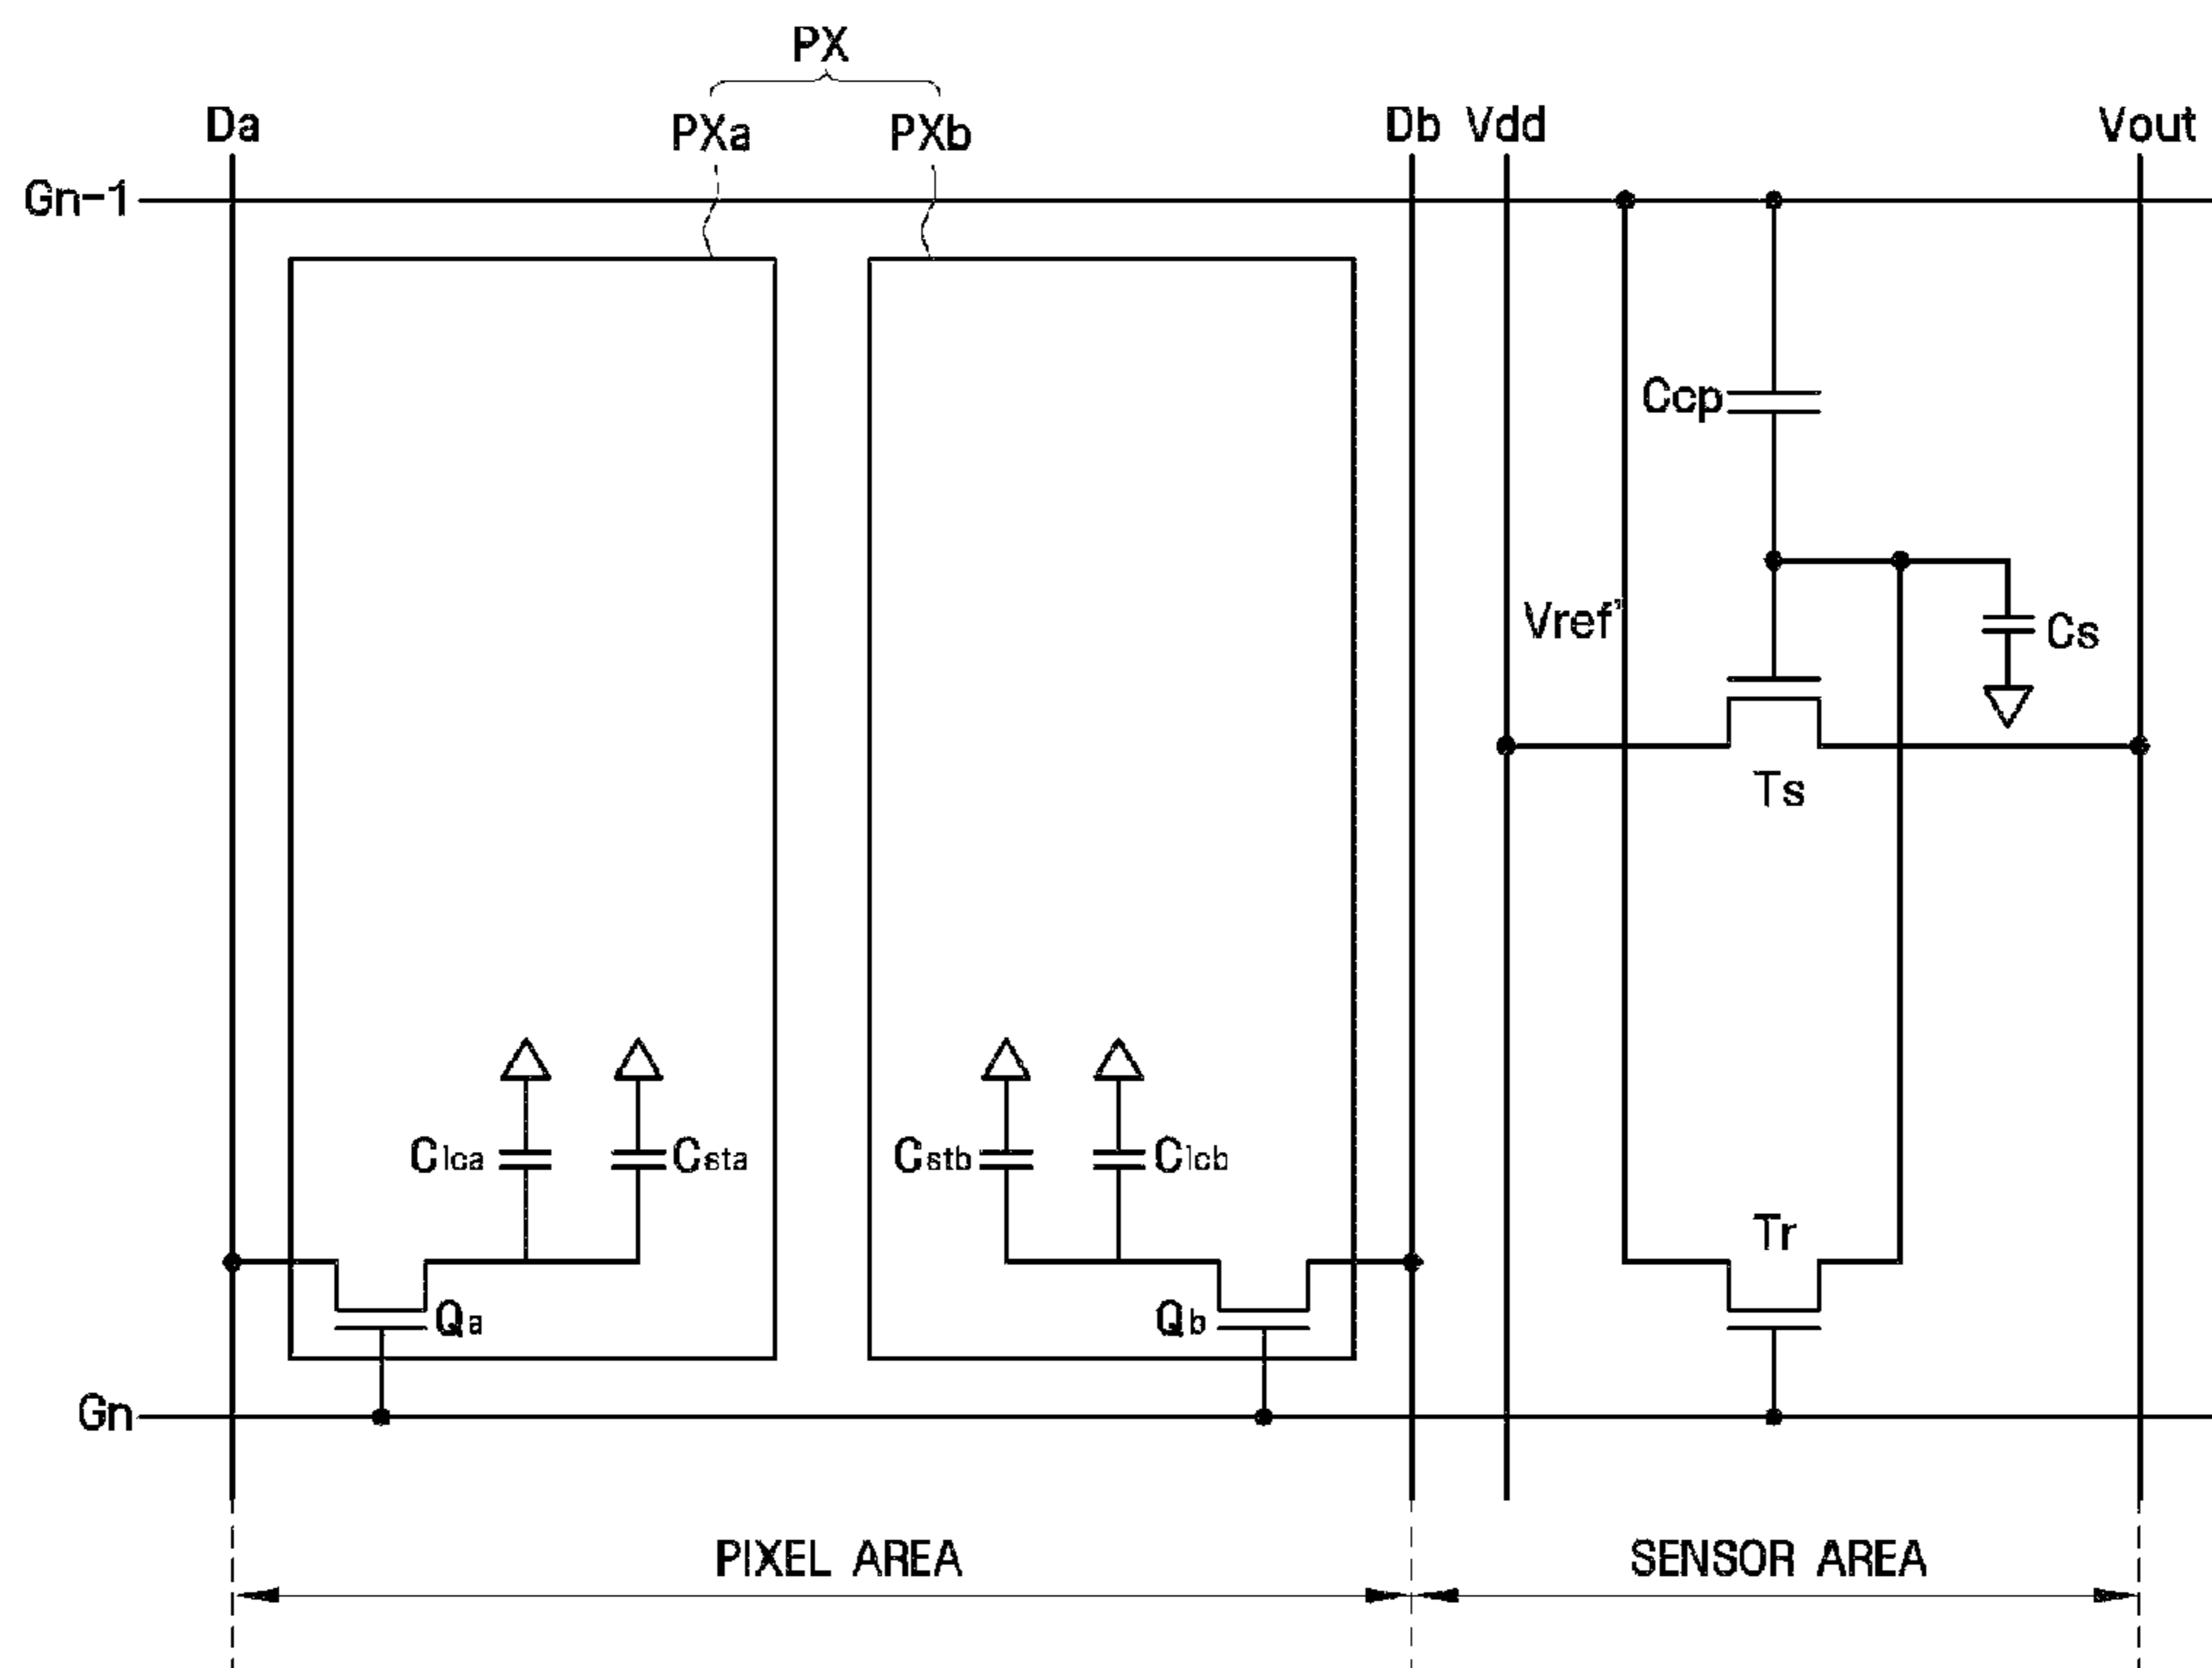 PX
Da
PXa
PXb
Db
Vdd
Vout
Gn-1
Ccp
Vref'
Cs
Ts
Clca
Csta
Cstb
Clcb
Tr
Qa
Qb
Gn
PIXEL AREA
SENSOR AREA